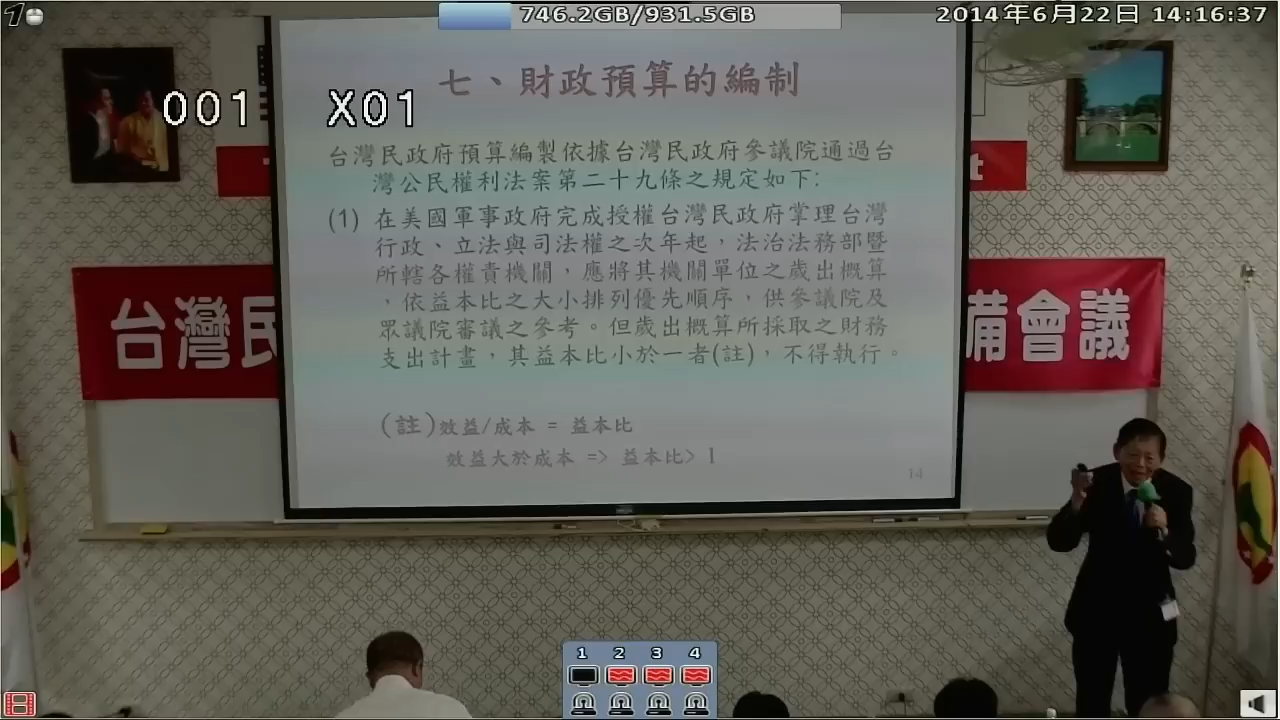 746.2GB/931.5GB
2014年6月22日 14:16:37
001 X01
七、財政預算的編制
台灣民政府預算編製依據台灣民政府參議院通過台
灣公民權利法案第二十九條之規定如下:
(1) 在美國軍事政府完成授權台灣民政府掌理台灣
行政、立法與司法權之次年起，法治法務部暨
所轄各權責機關，應將其機關單位之歲出概算
，依益本比之大小排列優先順序，供參議院及
眾議院審議之參考。但歲出概算所採取之財務
支出計畫，其益本比小於一者(註)，不得執行。
(註)效益/成本 = 益本比
效益大於成本 => 益本比> 1
14
t
台灣民
備會議
1 2 3 4